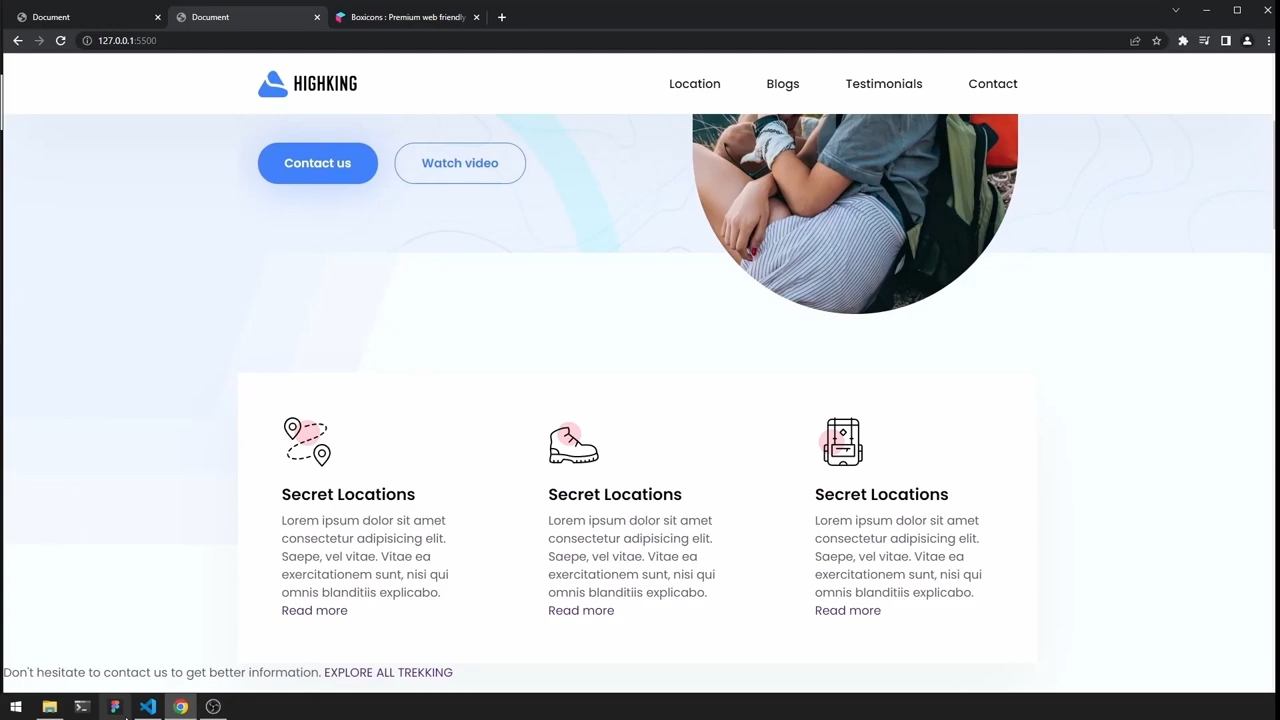 Document
Document
Boxicons : Premium web friendly
127.0.0.1:5500
HIGHKING
Location
Blogs
Testimonials
Contact
Contact us
Watch video
Secret Locations
Lorem ipsum dolor sit amet
consectetur adipisicing elit.
Saepe, vel vitae. Vitae ea
exercitationem sunt, nisi qui
omnis blanditiis explicabo.
Read more
Secret Locations
Lorem ipsum dolor sit amet
consectetur adipisicing elit.
Saepe, vel vitae. Vitae ea
exercitationem sunt, nisi qui
omnis blanditiis explicabo.
Read more
Secret Locations
Lorem ipsum dolor sit amet
consectetur adipisicing elit.
Saepe, vel vitae. Vitae ea
exercitationem sunt, nisi qui
omnis blanditiis explicabo.
Read more
Don't hesitate to contact us to get better information. EXPLORE ALL TREKKING